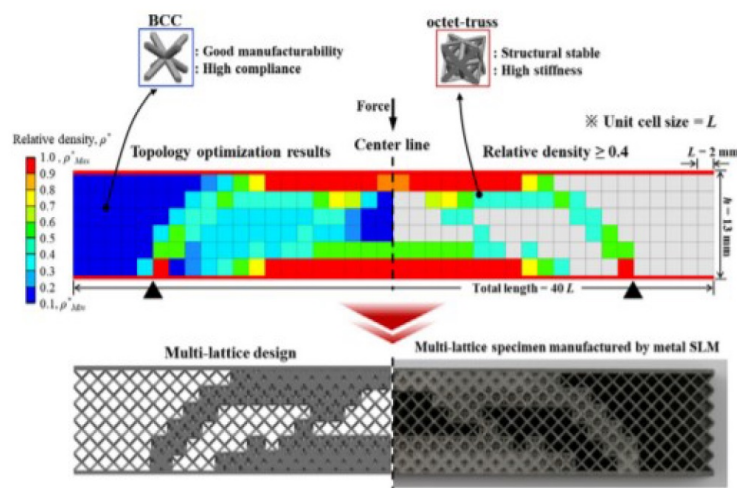 BCC
: Good manufacturability
: High compliance
octet-truss
: Structural stable
: High stiffness
Force
※ Unit cell size = L
Relative density, ρ*
Topology optimization results
Center line
Relative density ≥ 0.4
L = 2 mm
1.0, ρ*Max
0.9
0.8
0.7
0.6
0.5
0.4
0.3
0.2
0.1, ρ*Min
h = 13 mm
Total length = 40 L
Multi-lattice design
Multi-lattice specimen manufactured by metal SLM